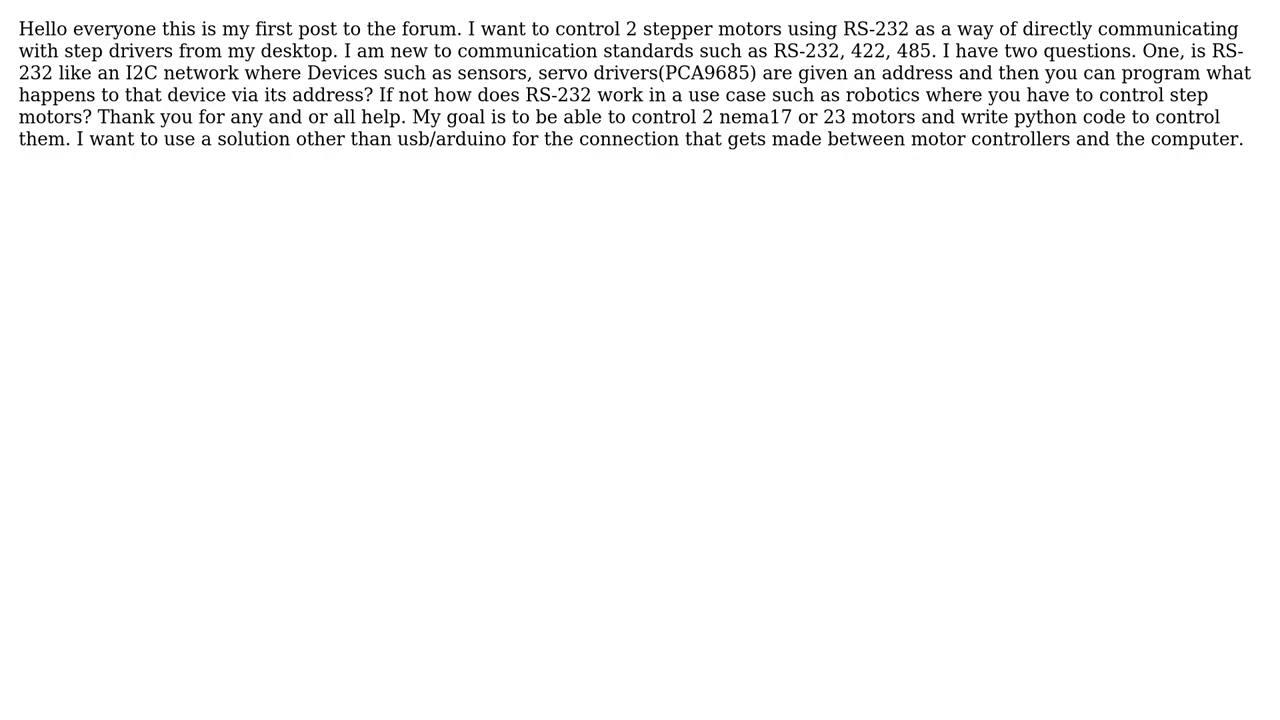 Hello everyone this is my first post to the forum. I want to control 2 stepper motors using RS-232 as a way of directly communicating
with step drivers from my desktop. I am new to communication standards such as RS-232, 422, 485. I have two questions. One, is RS-
232 like an I2C network where Devices such as sensors, servo drivers(PCA9685) are given an address and then you can program what
happens to that device via its address? If not how does RS-232 work in a use case such as robotics where you have to control step
motors? Thank you for any and or all help. My goal is to be able to control 2 nema17 or 23 motors and write python code to control
them. I want to use a solution other than usb/arduino for the connection that gets made between motor controllers and the computer.